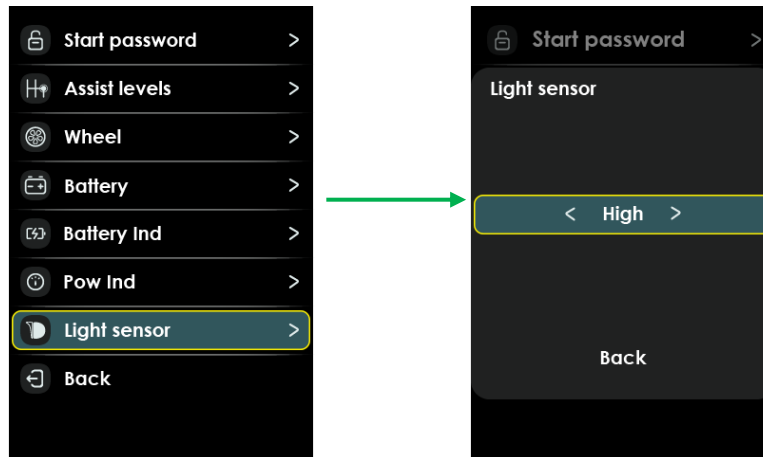 Start password >
Assist levels >
Wheel >
Battery >
Battery Ind >
Pow Ind >
Light sensor >
Back
Start password >
Light sensor
< High >
Back